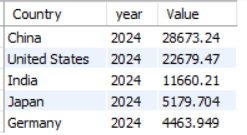 Country year Value
China 2024 28673.24
United States 2024 22679.47
India 2024 11660.21
Japan 2024 5179.704
Germany 2024 4463.949